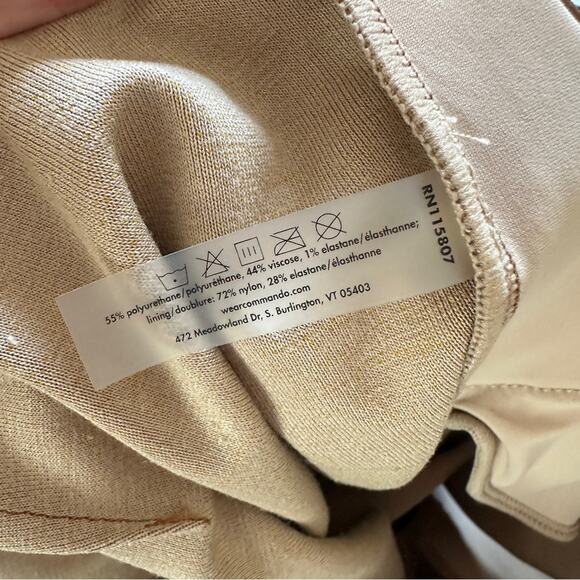 55% polyurethane/polyuréthane, 44% viscose, 1% elastane/élasthanne;
lining/doublure: 72% nylon, 28% elastane/élasthanne
wearcommando.com
472 Meadowland Dr, S. Burlington, VT 05403
RN115807